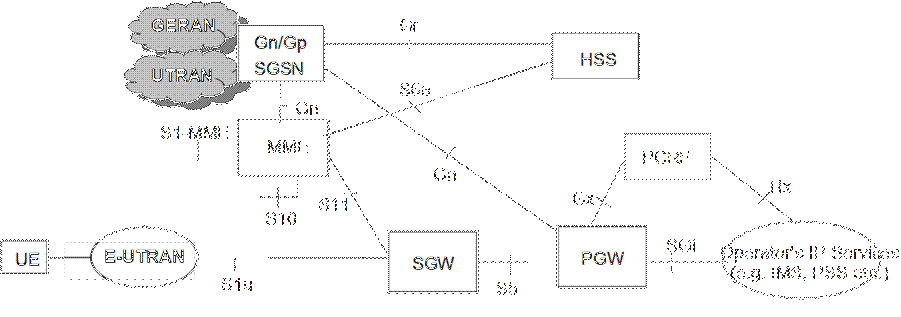 GERAN
UTRAN
Gn/Gp
SGSN
Gr
HSS
S6a
Gn
S1-MME
MME
Gn
PCRF
Gx
Rx
S10
S11
UE
E-UTRAN
S1u
SGW
S5
PGW
SGi
Operator's IP Services
(e.g. IMS, PSS etc.)